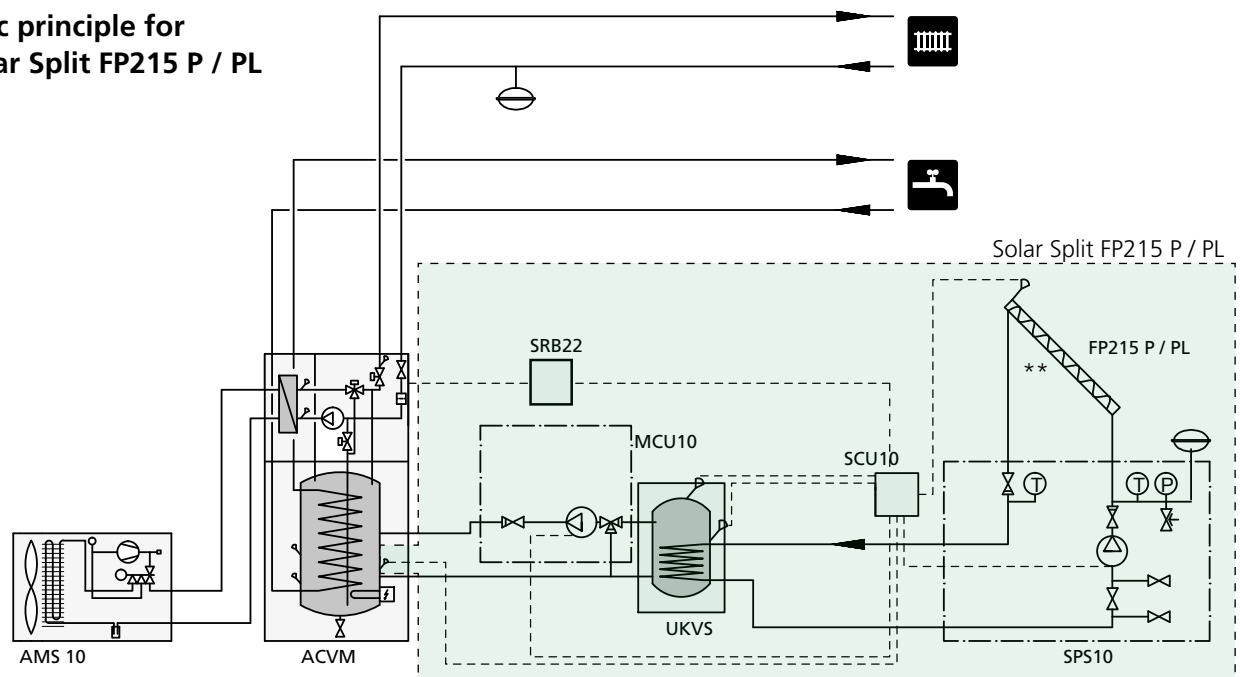 c principle for
ar Split FP215 P / PL
Solar Split FP215 P / PL
SRB22
FP215 P / PL
**
MCU10
SCU10
T
T
P
UKVS
AMS 10
ACVM
SPS10